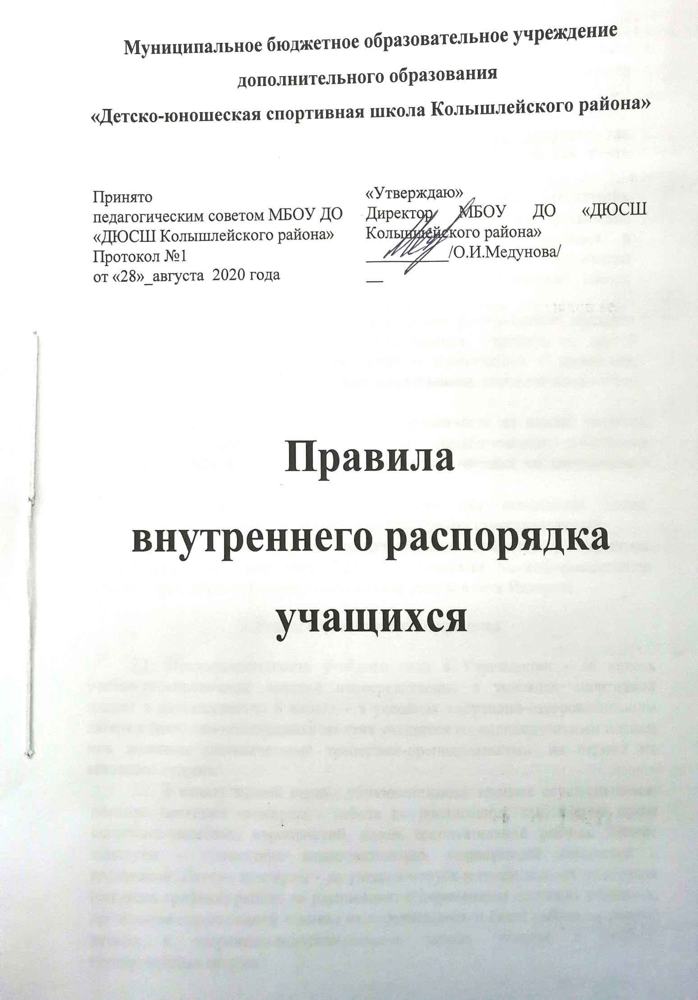 Муниципальное бюджетное образовательное учреждение
дополнительного образования
«Детско-юношеская спортивная школа Колышлейского района»
Принято
педагогическим советом МБОУ ДО
«ДЮСШ Колышлейского района»
Протокол №1
от «28»_августа 2020 года
«Утверждаю»
Директор МБОУ ДО «ДЮСШ
Колышлейского района»
__________/О.И.Медунова/
__
Правила
внутреннего распорядка
учащихся